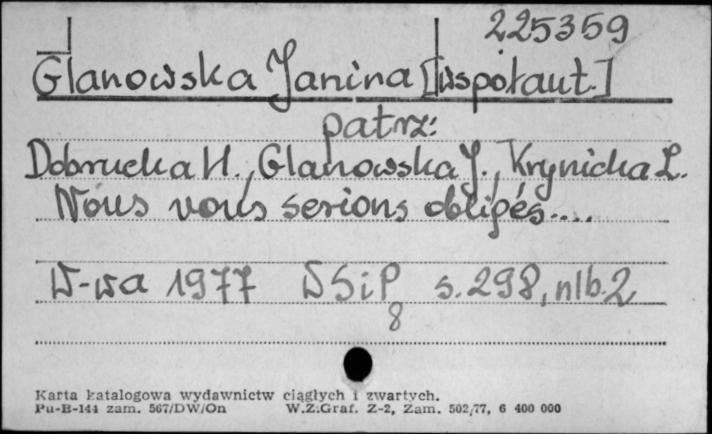 225359
Glanowska Janina [współaut.]
patrz:
Dobrucka H., Glanowska J., Krynicka L.
Nous vous serions obligés....
W-wa 1977 WSiP s. 298, nlb. 2
8
Karta katalogowa wydawnictw ciągłych i zwartych.
Pu-B-144 zam. 567/DW/On W.Z.Graf. Z-2, Zam. 502/77, 6 400 000